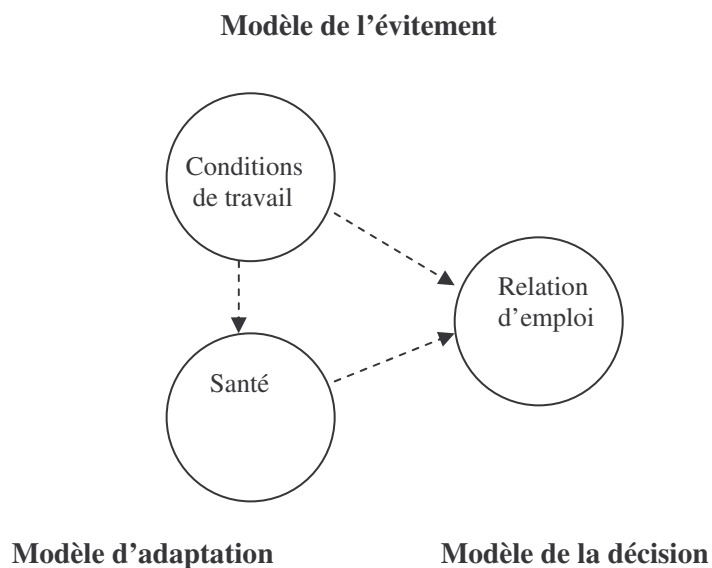 Modèle de l’évitement
Conditions
de travail
Relation
d’emploi
Santé
Modèle d’adaptation
Modèle de la décision